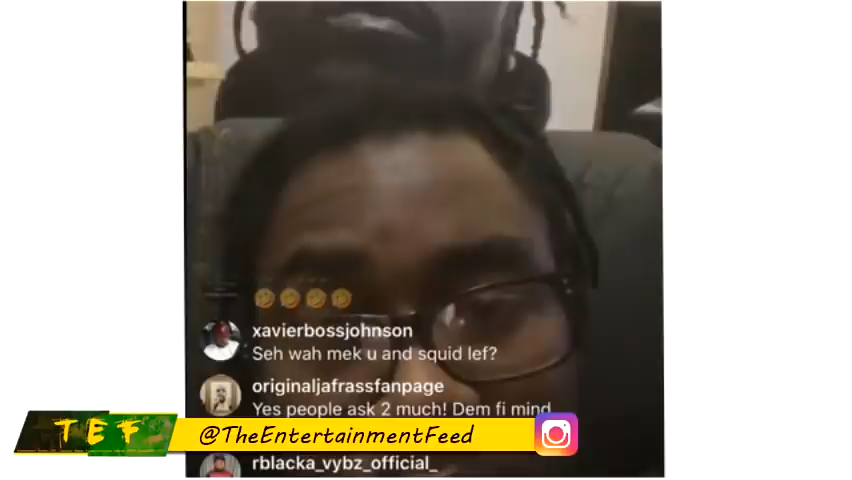 xavierbossjohnson
Seh wah mek u and squid lef?
originaljafrassfanpage
Yes people ask 2 much! Dem fi mind
TEF
@TheEntertainmentFeed
rblacka_vybz_official_